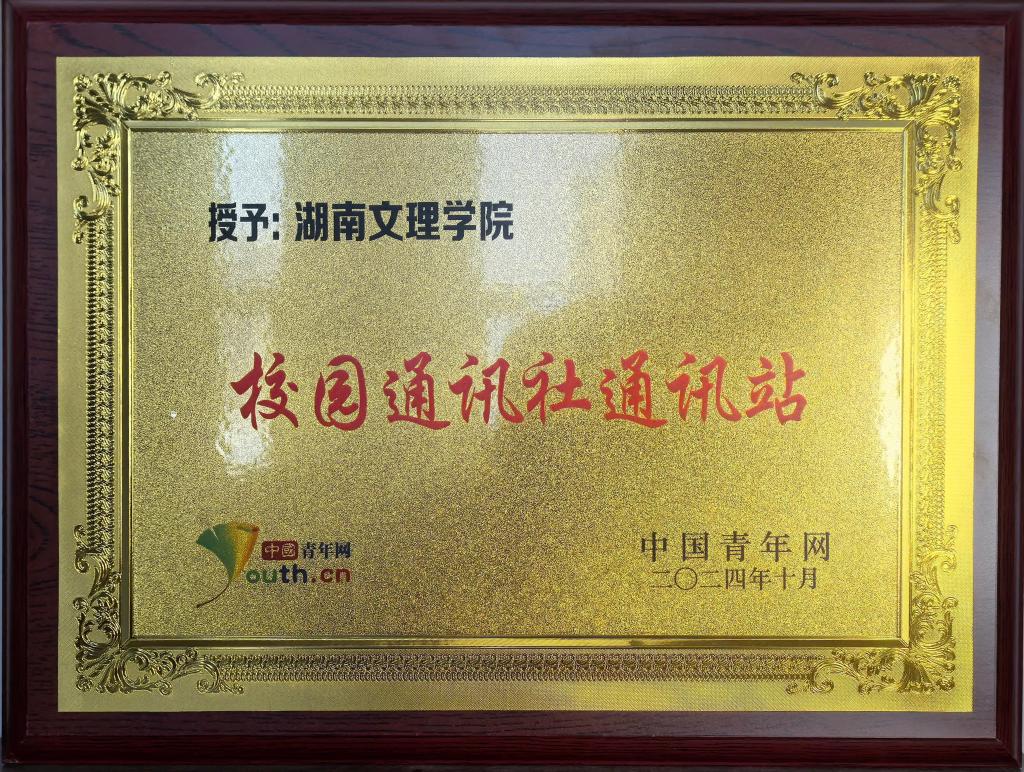 授予: 湖南文理学院
校园通讯社通讯站
中國青年网
Youth.cn
中国青年网
二〇二四年十月